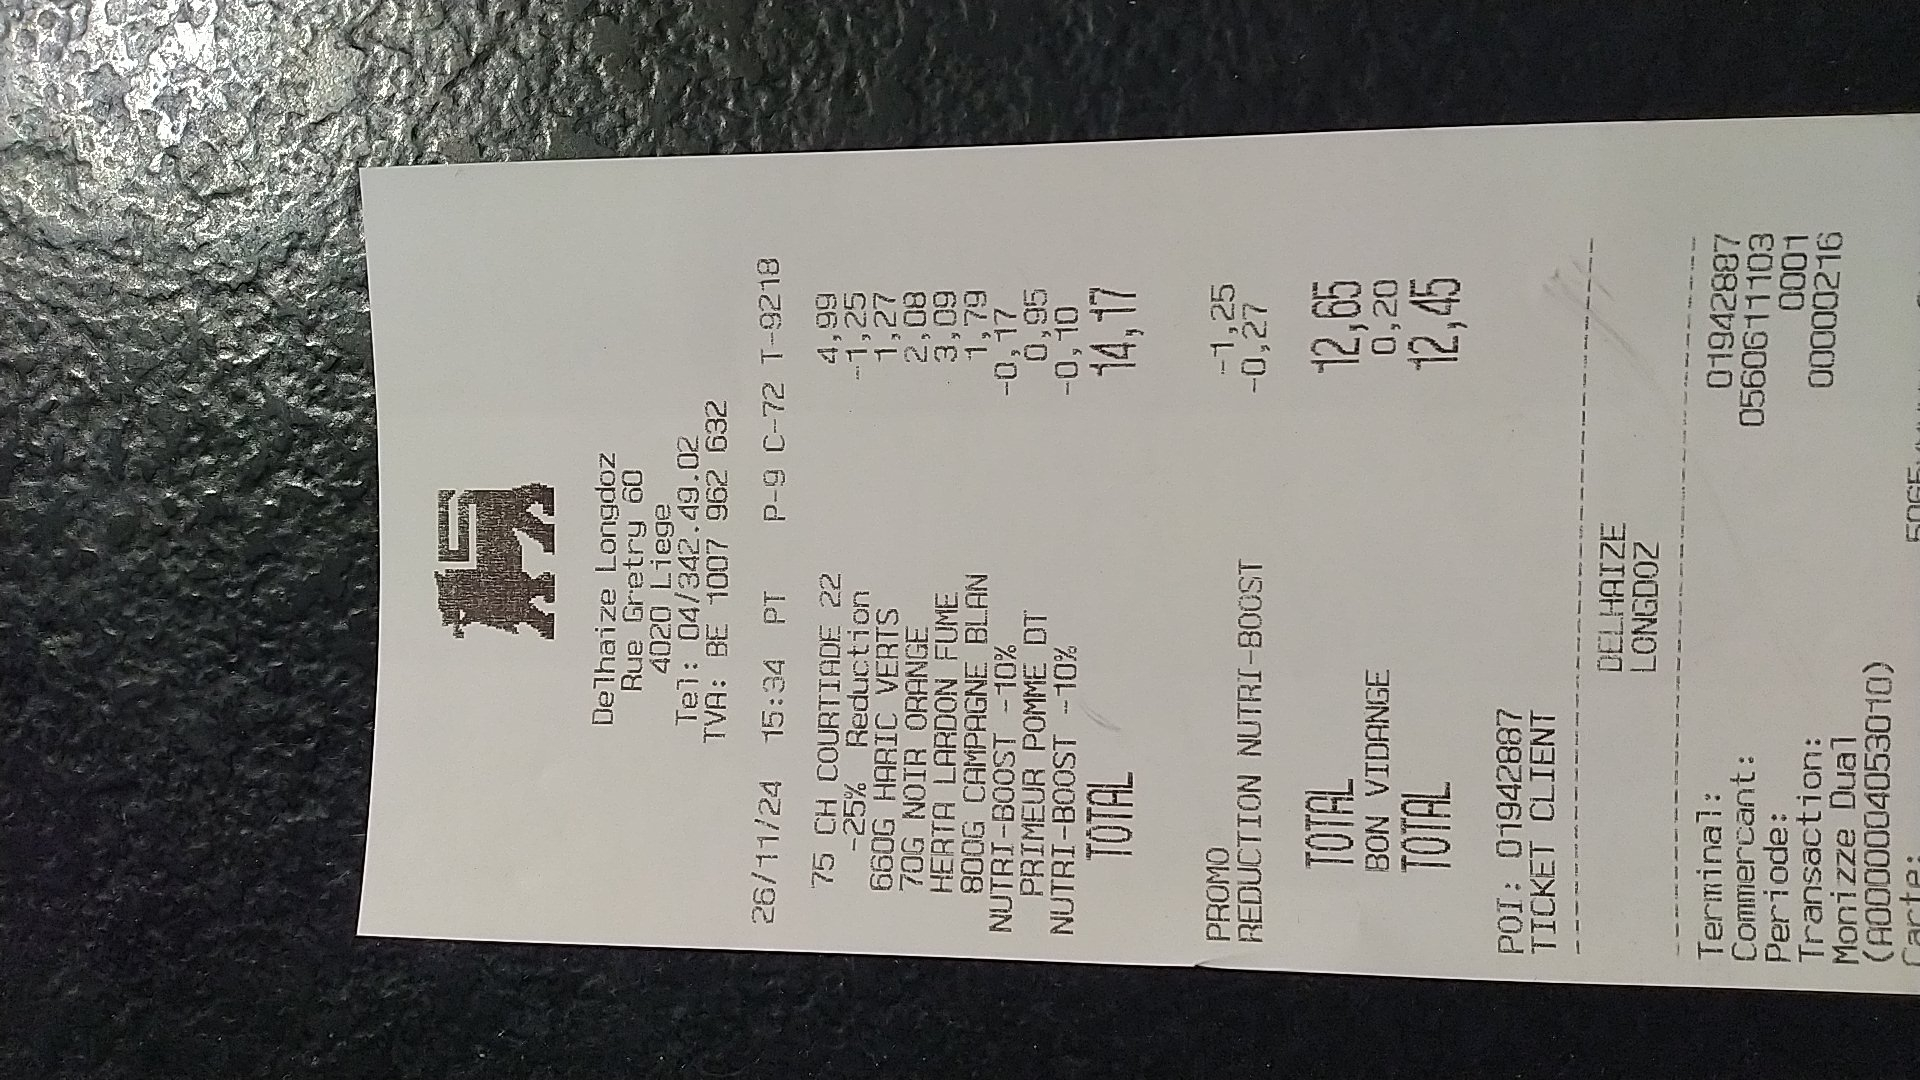 Delhaize Longdoz
Rue Gretry 60
4020 Liege
Tel: 04/342.49.02
TVA: BE 1007 962 632
26/11/24 15:34 PT P-9 C-72 T-9218
75 CH COURTIADE 22 4,99
-25% Reduction -1,25
660G HARIC VERTS 1,27
70G NOIR ORANGE 2,08
HERTA LARDON FUME 3,09
800G CAMPAGNE BLAN 1,79
NUTRI-BOOST -10% -0,17
PRIMEUR POMME DT 0,95
NUTRI-BOOST -10% -0,10
TOTAL 14,17
PROMO -1,25
REDUCTION NUTRI-BOOST -0,27
TOTAL 12,65
BON VIDANGE 0,20
TOTAL 12,45
POI: 01942887
TICKET CLIENT
DELHAIZE
LONGDOZ
Terminal: 01942887
Commercant: 0560611103
Periode: 0001
Transaction: 00000216
Monizze Dual
(A0000004053010)
Carte: